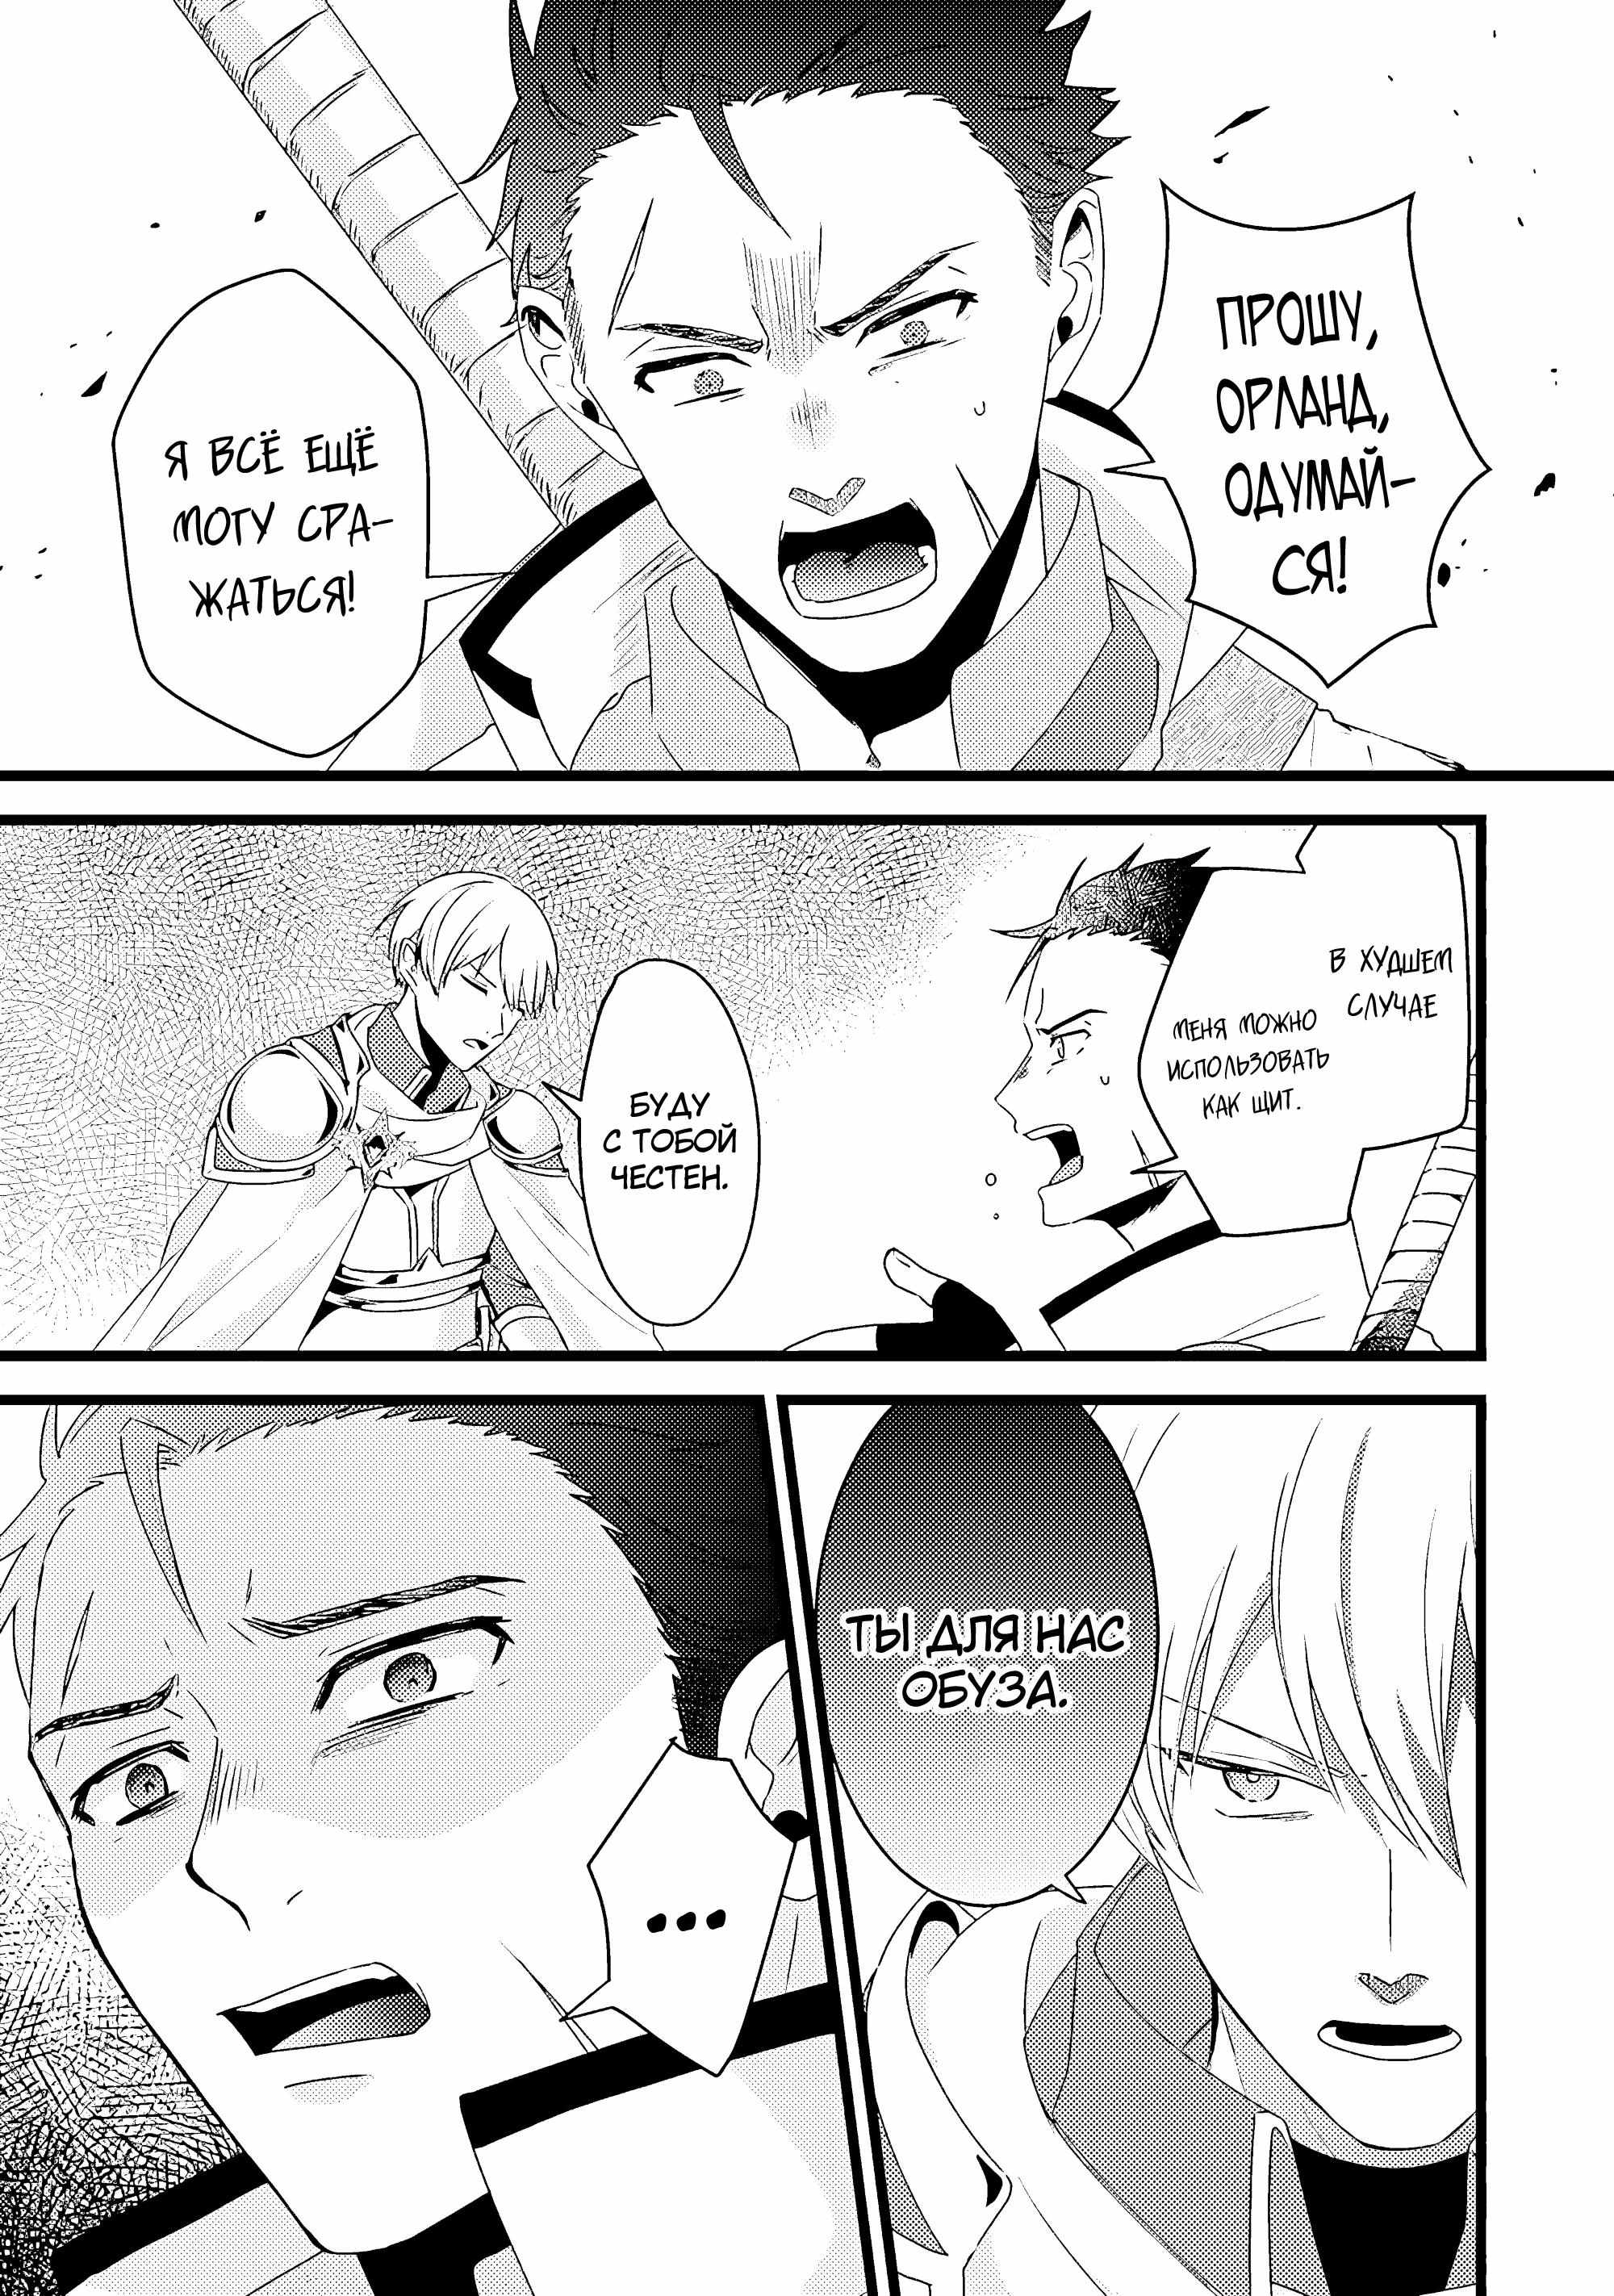 ПРОШУ,
ОРЛАНД,
ОДУМАЙ-
СЯ!
Я ВСЁ ЕЩЁ
МОГУ СРА-
ЖАТЬСЯ!
В ХУДШЕМ
СЛУЧАЕ
МЕНЯ МОЖНО
ИСПОЛЬЗОВАТЬ
КАК ЩИТ.
БУДУ
С ТОБОЙ
ЧЕСТЕН.
ТЫ ДЛЯ НАС
ОБУЗА.
...